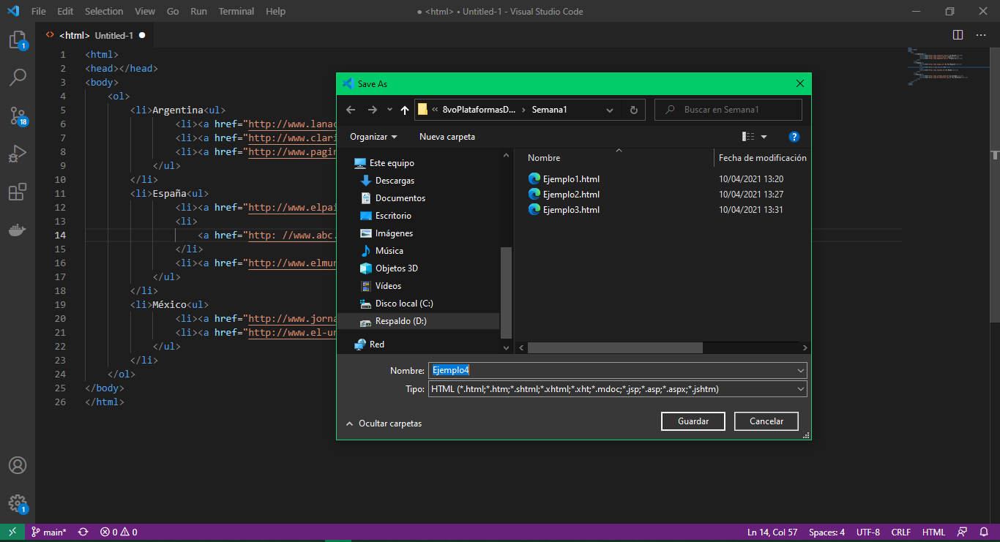 File Edit Selection View Go Run Terminal Help ● <html> • Untitled-1 - Visual Studio Code
<html> Untitled-1
1 <html>
2 <head></head>
3 <body>
4 <ol>
5 <li>Argentina<ul>
6 <li><a href="http://www.lanac
7 <li><a href="http://www.clari
8 <li><a href="http://www.pagin
9 </ul>
10 </li>
11 <li>España<ul>
12 <li><a href="http://www.elpai
13 <li>
14 <a href="http: //www.abc.
15 </li>
16 <li><a href="http://www.elmun
17 </ul>
18 </li>
19 <li>México<ul>
20 <li><a href="http://www.jorna
21 <li><a href="http://www.el-un
22 </ul>
23 </li>
24 </ol>
25 </body>
26 </html>
1
18
1
Save As
« 8voPlataformasD... › Semana1
Buscar en Semana1
Organizar Nueva carpeta ?
Este equipo
Descargas
Documentos
Escritorio
Imágenes
Música
Objetos 3D
Vídeos
Disco local (C:)
Respaldo (D:)
Red
Nombre Fecha de modificación
Ejemplo1.html 10/04/2021 13:20
Ejemplo2.html 10/04/2021 13:27
Ejemplo3.html 10/04/2021 13:31
Nombre: Ejemplo4
Tipo: HTML (*.html;*.htm;*.shtml;*.xhtml;*.xht;*.mdoc;*.jsp;*.asp;*.aspx;*.jshtm)
Ocultar carpetas Guardar Cancelar
main* 0 0 Ln 14, Col 57 Spaces: 4 UTF-8 CRLF HTML